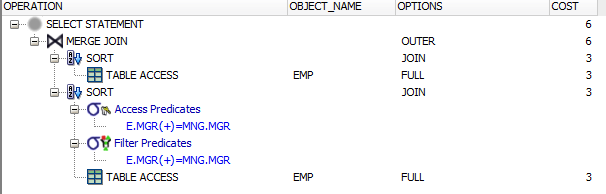 OPERATION OBJECT_NAME OPTIONS COST
SELECT STATEMENT 6
MERGE JOIN OUTER 6
SORT JOIN 3
TABLE ACCESS EMP FULL 3
SORT JOIN 3
Access Predicates
E.MGR(+)=MNG.MGR
Filter Predicates
E.MGR(+)=MNG.MGR
TABLE ACCESS EMP FULL 3